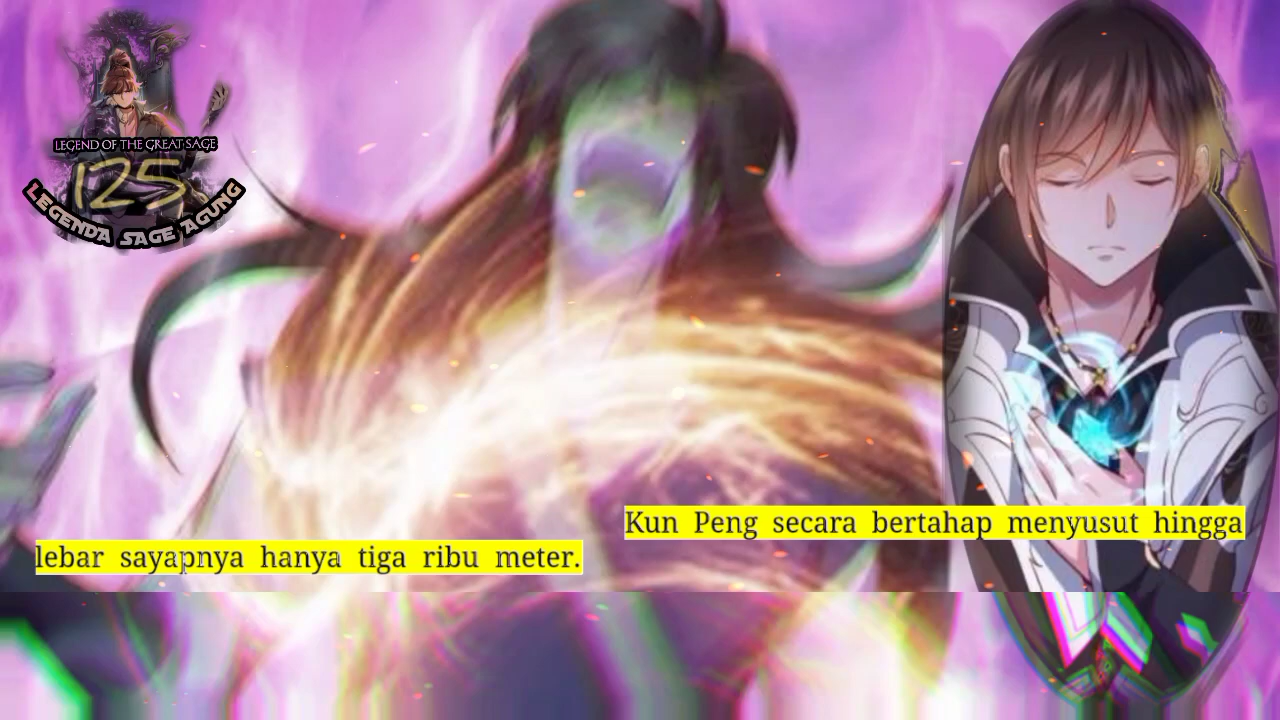 LEGEND OF THE GREAT SAGE
125
LEGENDA SAGE AGUNG
Kun Peng secara bertahap menyusut hingga
lebar sayapnya hanya tiga ribu meter.